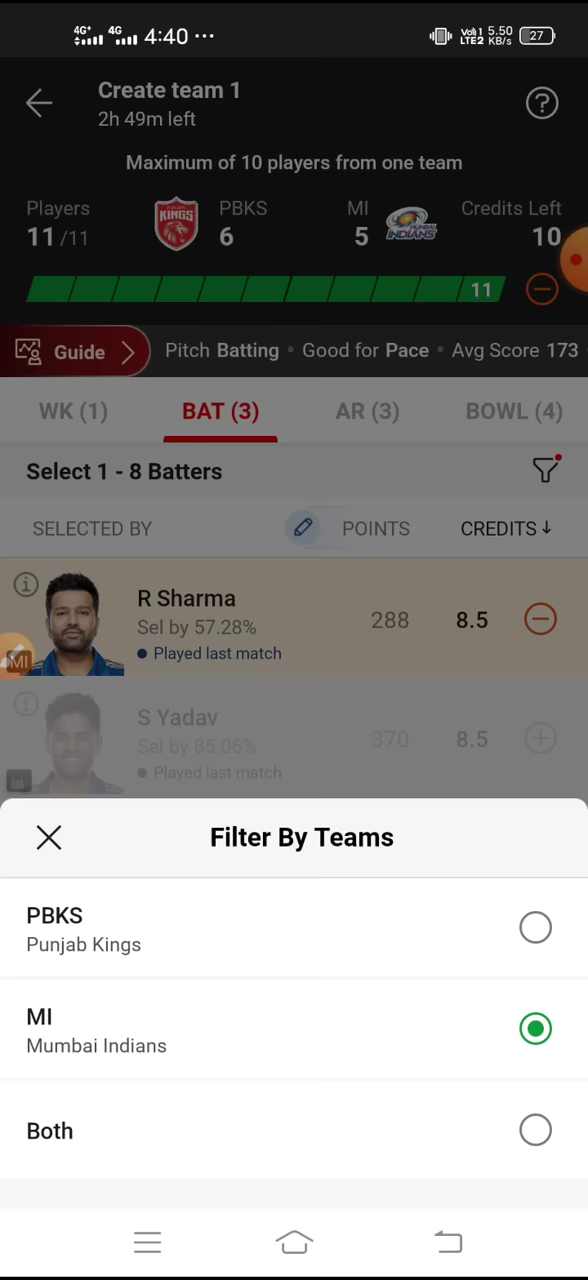 4G+ 4G 4:40 ··· Vo)) 1 LTE2 5.50 KB/s 27
Create team 1
2h 49m left
?
Maximum of 10 players from one team
Players PBKS MI Credits Left
11/11 KINGS 6 5 INDIANS 10
11
Guide Pitch Batting • Good for Pace • Avg Score 173
WK (1) BAT (3) AR (3) BOWL (4)
Select 1 - 8 Batters
SELECTED BY POINTS CREDITS↓
R Sharma
Sel by 57.28% 288 8.5
• Played last match
MI
S Yadav
Sel by 85.06% 370 8.5
• Played last match
Filter By Teams
PBKS
Punjab Kings
MI
Mumbai Indians
Both